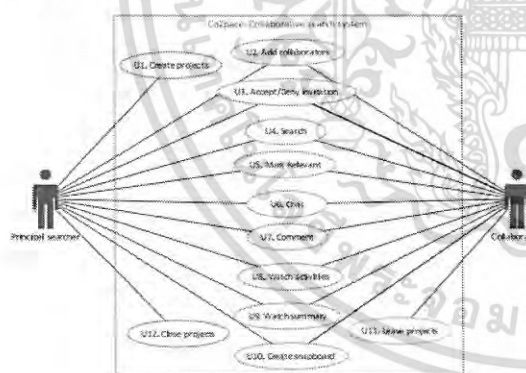 CoZpace: Collaborative search system
U1. Create projects
U2. Add collaborators
U3. Accept/Deny invitation
U4. Search
U5. Mark Relevant
U6. Chat
U7. Comment
U8. Watch activities
U9. Watch summary
U10. Create snapboard
U11. Leave projects
U12. Close projects
Principal searcher
Collabora